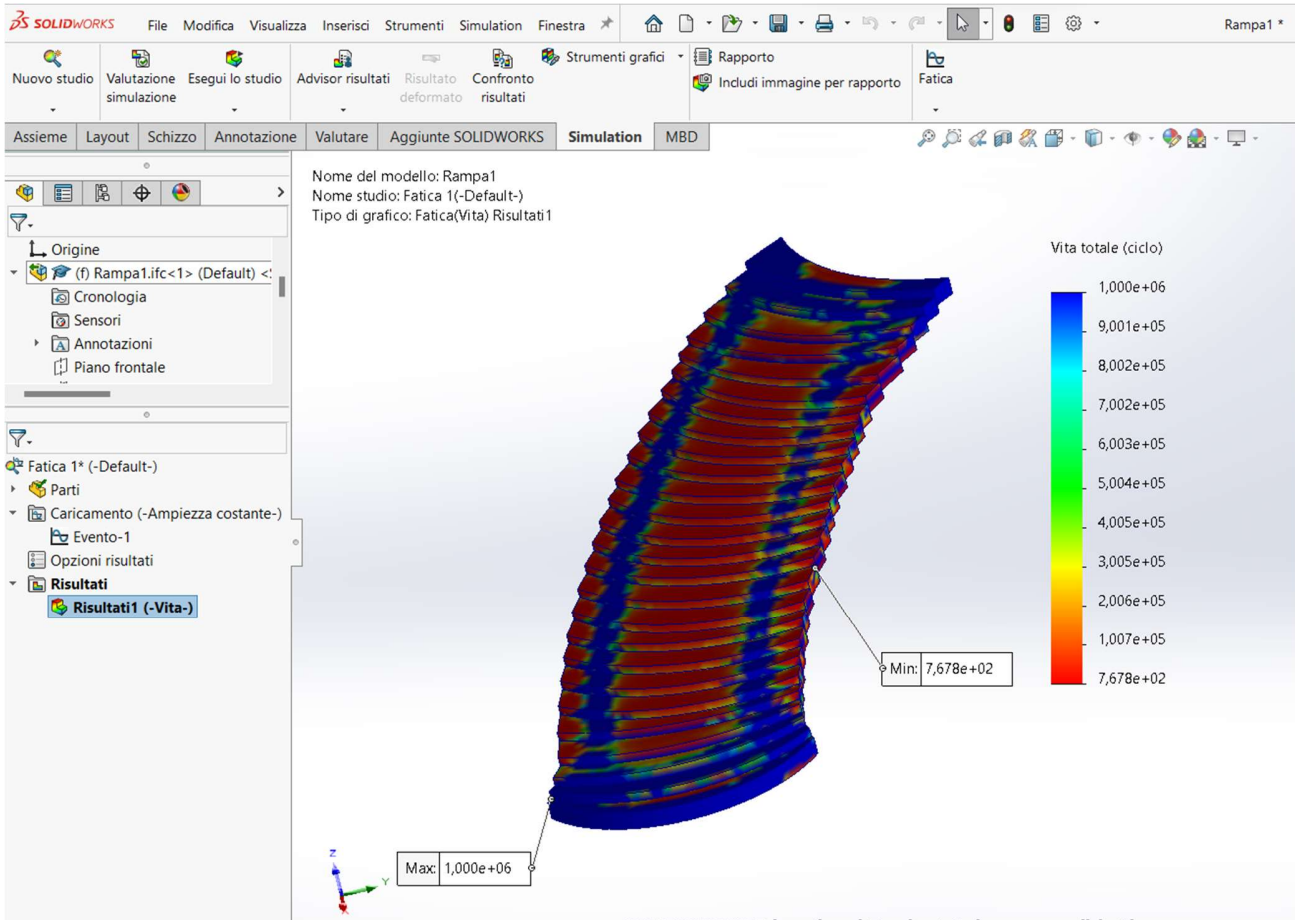 SOLIDWORKS File Modifica Visualizza Inserisci Strumenti Simulation Finestra Rampa1 *
Nuovo studio Valutazione simulazione Esegui lo studio Advisor risultati Risultato deformato Confronto risultati Strumenti grafici Rapporto Includi immagine per rapporto Fatica
Assieme Layout Schizzo Annotazione Valutare Aggiunte SOLIDWORKS Simulation MBD
Origine
(f) Rampa1.ifc<1> (Default) <
Cronologia
Sensori
Annotazioni
Piano frontale
Fatica 1* (-Default-)
Parti
Caricamento (-Ampiezza costante-)
Evento-1
Opzioni risultati
Risultati
Risultati1 (-Vita-)
Nome del modello: Rampa1
Nome studio: Fatica 1(-Default-)
Tipo di grafico: Fatica(Vita) Risultati1
Vita totale (ciclo)
1,000e+06
9,001e+05
8,002e+05
7,002e+05
6,003e+05
5,004e+05
4,005e+05
3,005e+05
2,006e+05
1,007e+05
7,678e+02
Min: 7,678e+02
Max: 1,000e+06
Z
Y
X